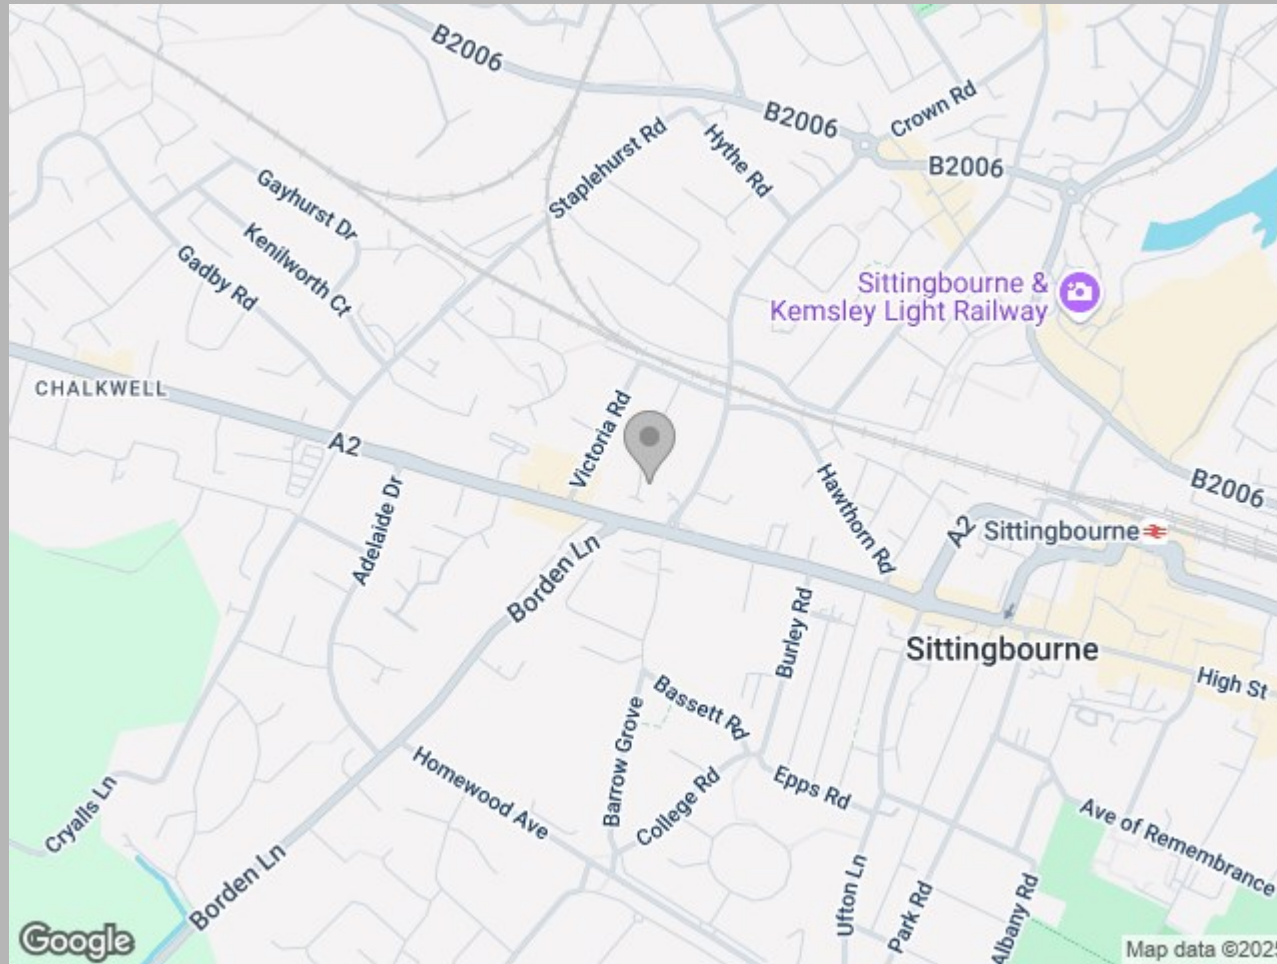 B2006
B2006
Crown Rd
B2006
Staplehurst Rd
Hythe Rd
Gayhurst Dr
Kenilworth Ct
Gadby Rd
Sittingbourne &
Kemsley Light Railway
CHALKWELL
A2
Victoria Rd
Adelaide Dr
Hawthorn Rd
B2006
A2
Sittingbourne
Borden Ln
Burley Rd
Sittingbourne
High St
Bassett Rd
Barrow Grove
Homewood Ave
College Rd
Epps Rd
Cryalls Ln
Ave of Remembrance
Borden Ln
Ufton Ln
Park Rd
Albany Rd
Google
Map data ©2025